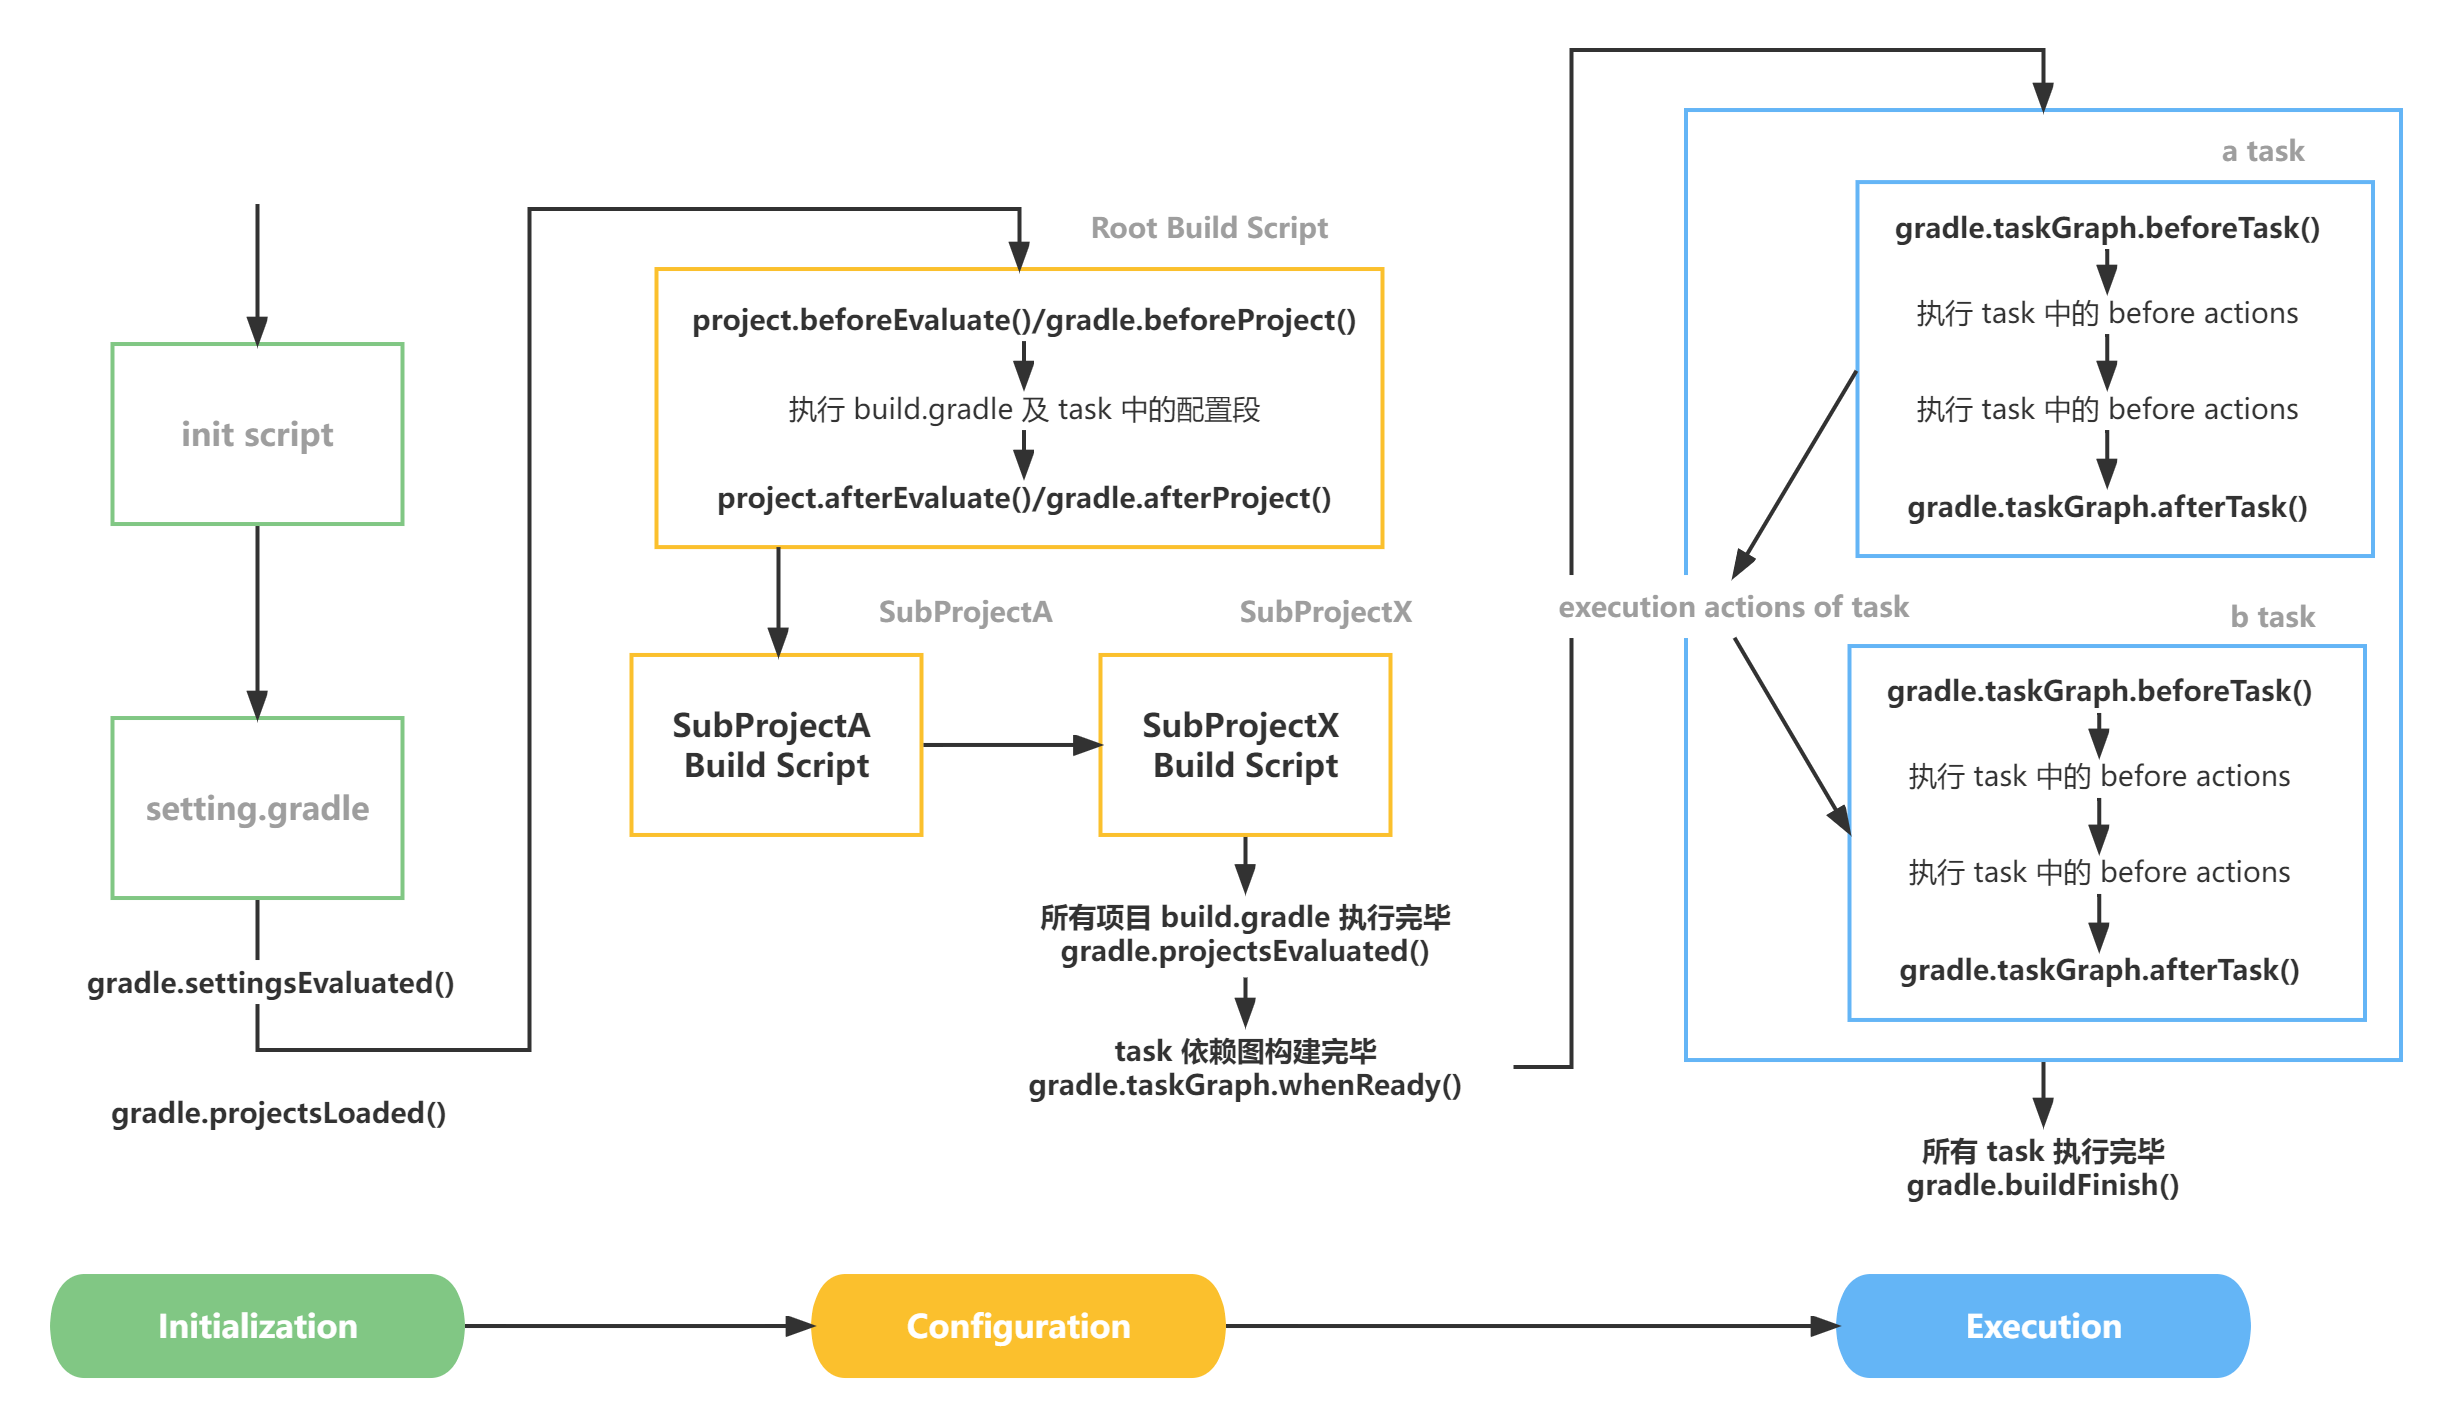 init script
setting.gradle
gradle.settingsEvaluated()
gradle.projectsLoaded()
Root Build Script
project.beforeEvaluate()/gradle.beforeProject()
执行 build.gradle 及 task 中的配置段
project.afterEvaluate()/gradle.afterProject()
SubProjectA
SubProjectA
Build Script
SubProjectX
SubProjectX
Build Script
所有项目 build.gradle 执行完毕
gradle.projectsEvaluated()
task 依赖图构建完毕
gradle.taskGraph.whenReady()
a task
gradle.taskGraph.beforeTask()
执行 task 中的 before actions
执行 task 中的 before actions
gradle.taskGraph.afterTask()
execution actions of task
b task
gradle.taskGraph.beforeTask()
执行 task 中的 before actions
执行 task 中的 before actions
gradle.taskGraph.afterTask()
所有 task 执行完毕
gradle.buildFinish()
Initialization
Configuration
Execution